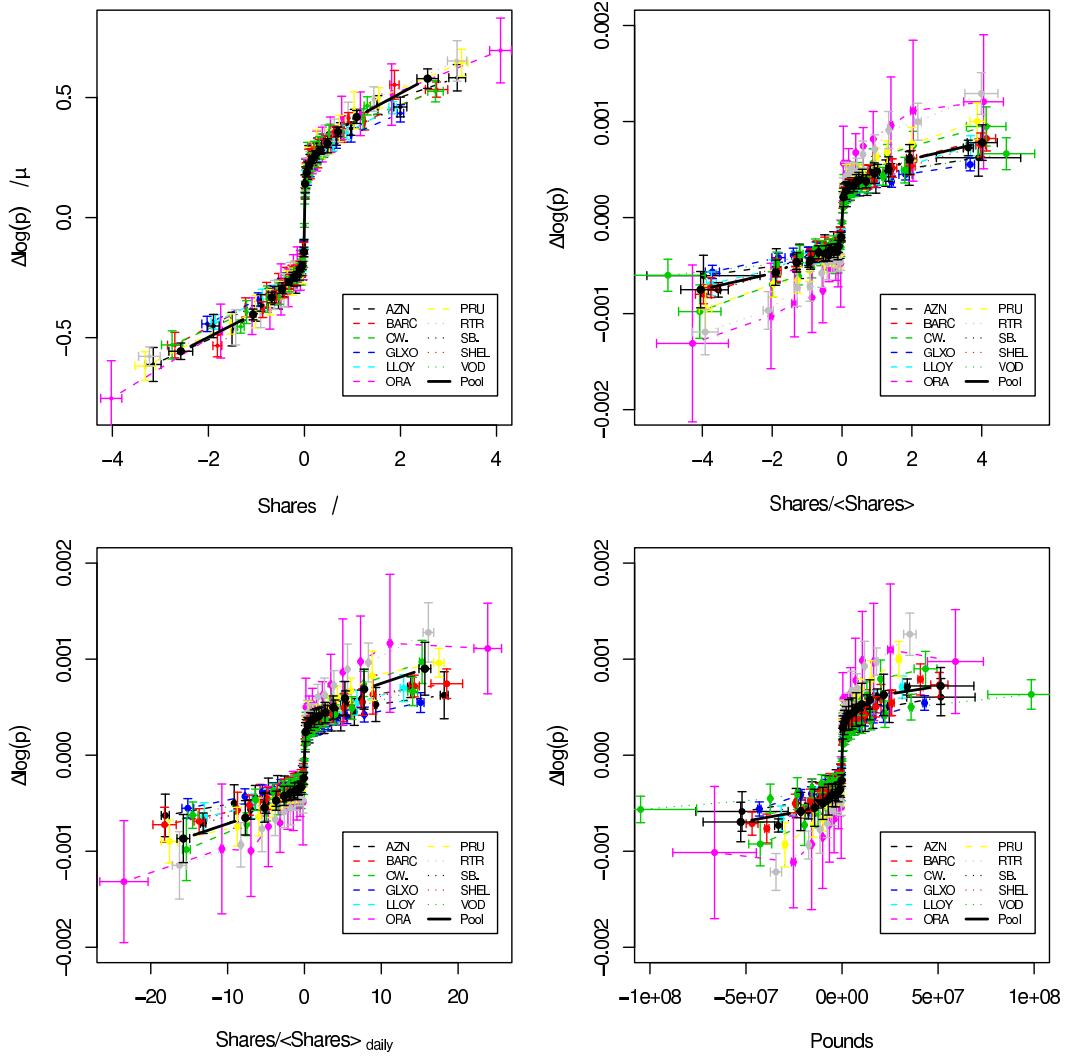 Δlog(p) /μ
0.5
0.0
−0.5
−4 −2 0 2 4
Shares /
AZN PRU
BARC RTR
CW. SB.
GLXO SHEL
LLOY VOD
ORA Pool
Δlog(p)
0.002
0.001
0.000
−0.001
−0.002
−4 −2 0 2 4
Shares/<Shares>
AZN PRU
BARC RTR
CW. SB.
GLXO SHEL
LLOY VOD
ORA Pool
Δlog(p)
0.002
0.001
0.000
−0.001
−0.002
−20 −10 0 10 20
Shares/<Shares> daily
AZN PRU
BARC RTR
CW. SB.
GLXO SHEL
LLOY VOD
ORA Pool
Δlog(p)
0.002
0.001
0.000
−0.001
−0.002
−1e+08 −5e+07 0e+00 5e+07 1e+08
Pounds
AZN PRU
BARC RTR
CW. SB.
GLXO SHEL
LLOY VOD
ORA Pool